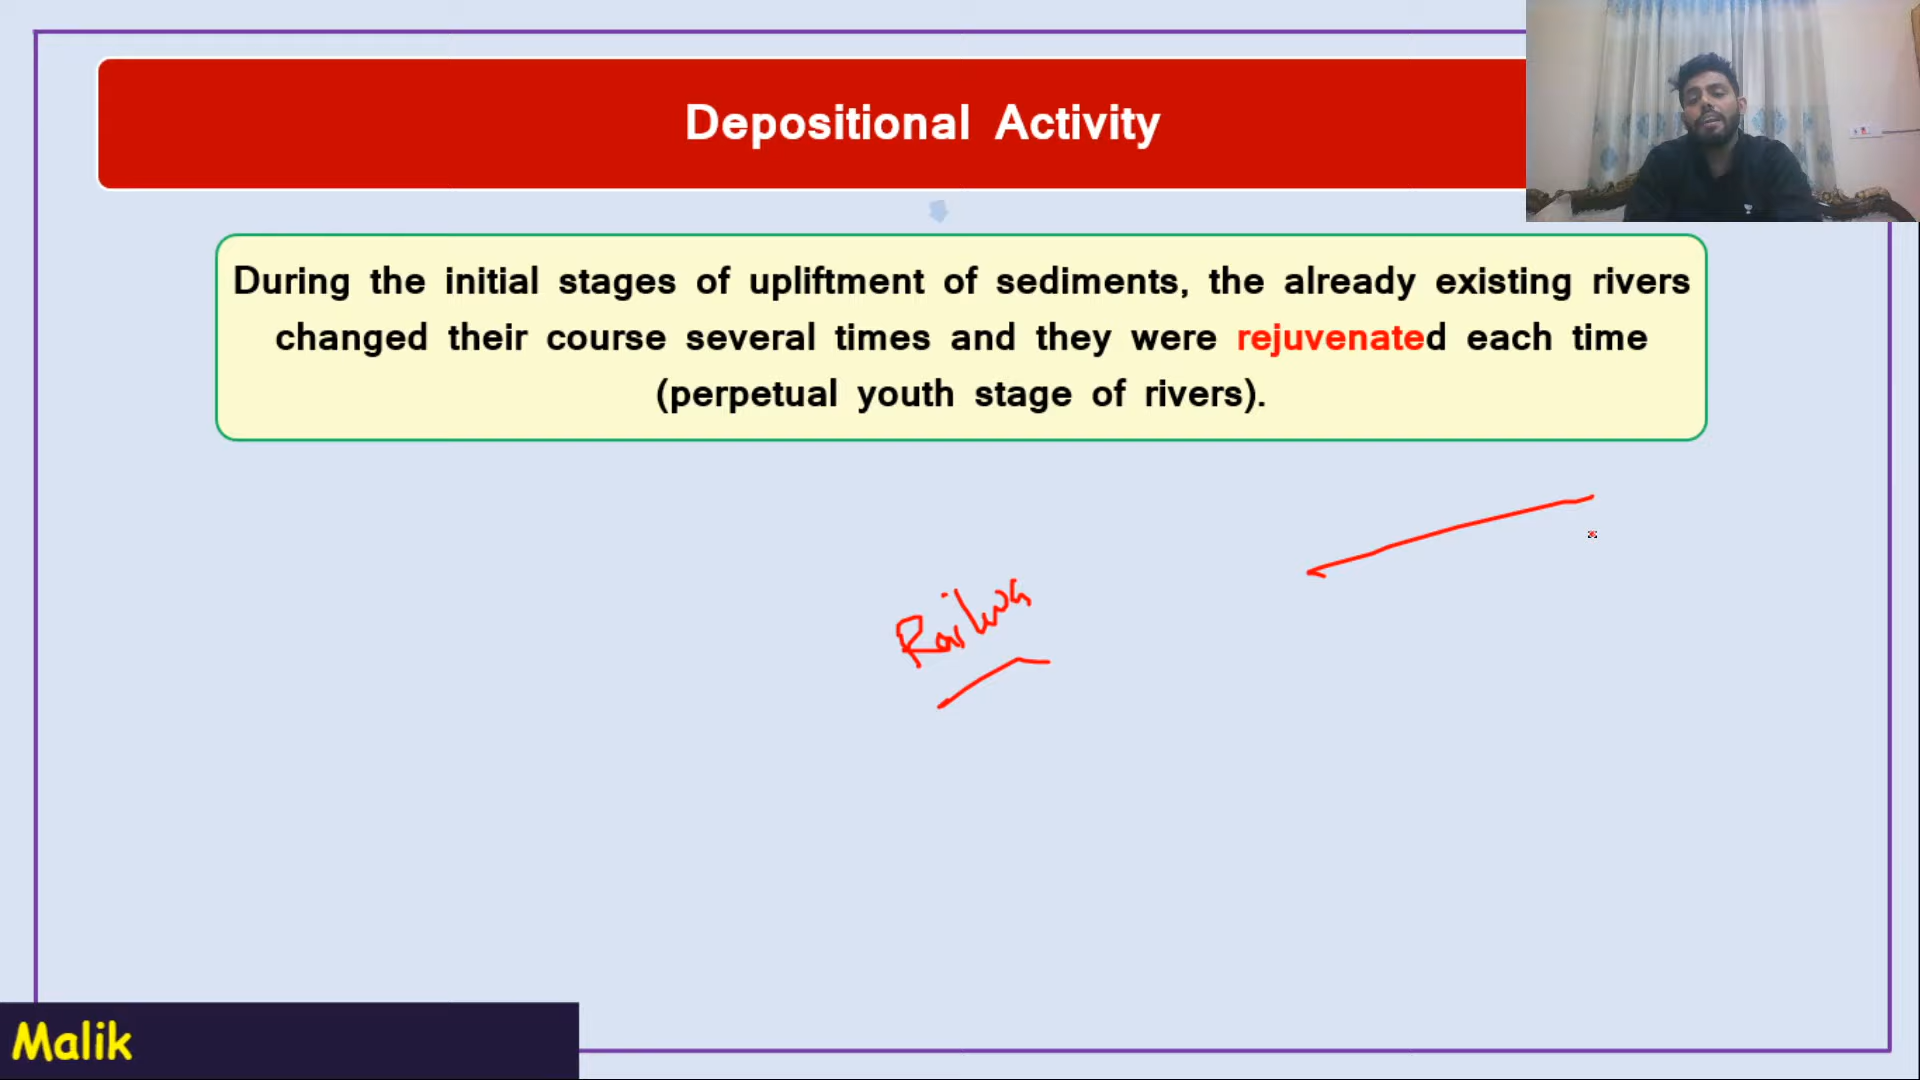 Depositional Activity
During the initial stages of upliftment of sediments, the already existing rivers
changed their course several times and they were rejuvenated each time
(perpetual youth stage of rivers).
Railwa
Malik